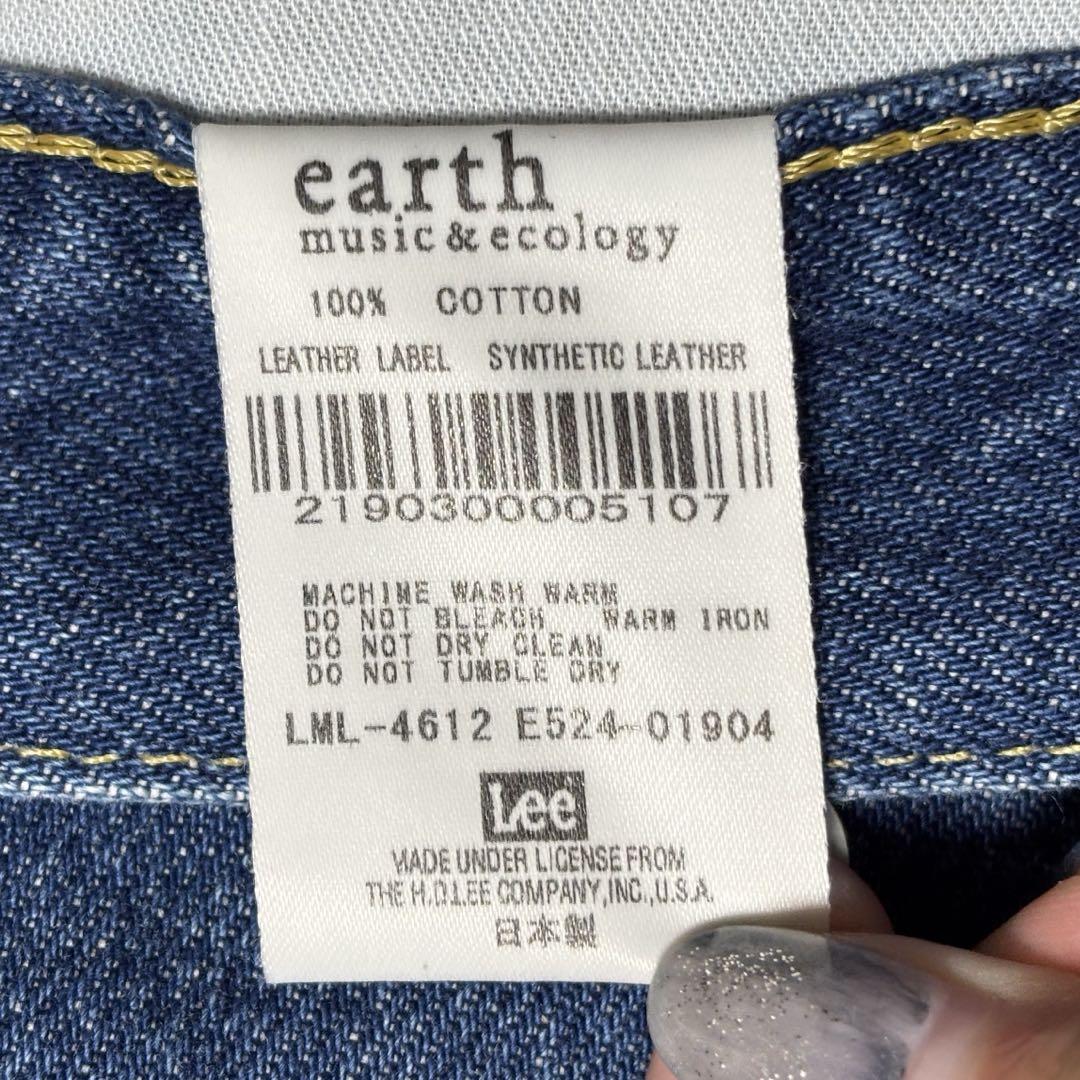 earth
music & ecology
100% COTTON
LEATHER LABEL SYNTHETIC LEATHER
2190300005107
MACHINE WASH WARM
DO NOT BLEACH WARM IRON
DO NOT DRY CLEAN
DO NOT TUMBLE DRY
LML-4612 E524-01904
Lee
MADE UNDER LICENSE FROM
THE H.D.LEE COMPANY,INC.,U.S.A.
日本製